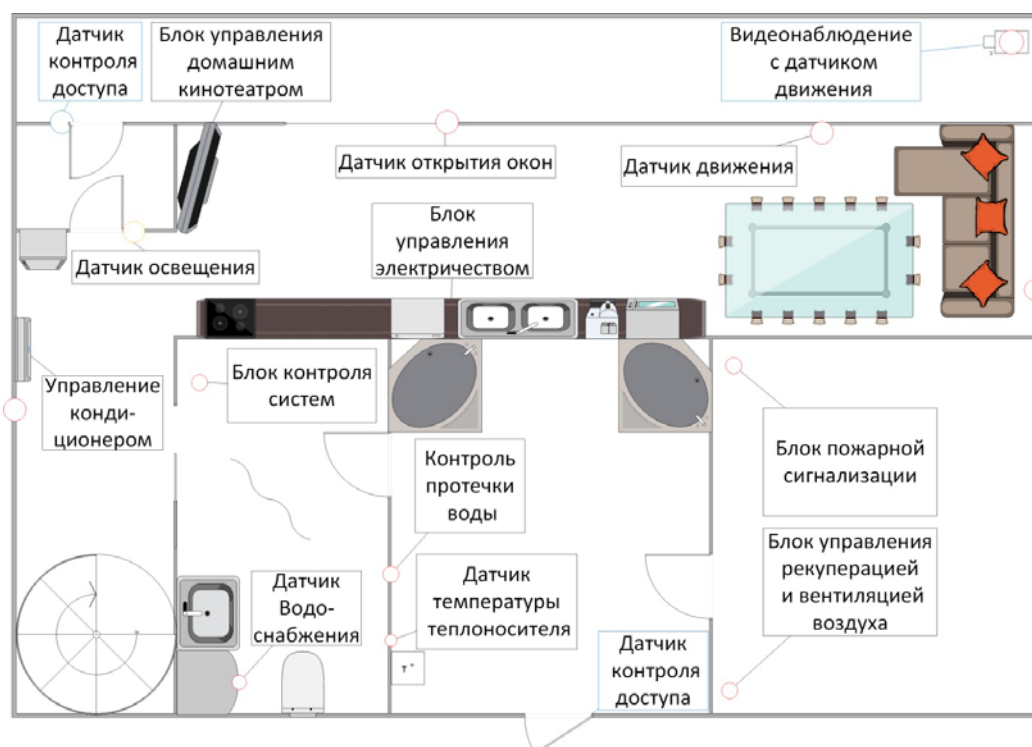 Датчик
контроля
доступа
Блок управления
домашним
кинотеатром
Видеонаблюдение
с датчиком
движения
Датчик открытия окон
Датчик движения
Блок
управления
электричеством
Датчик освещения
Управление
конди-
ционером
Блок контроля
систем
Контроль
протечки
воды
Блок пожарной
сигнализации
Датчик
Водо-
снабжения
Датчик
температуры
теплоносителя
Блок управления
рекуперацией
и вентиляцией
воздуха
Датчик
контроля
доступа
T°